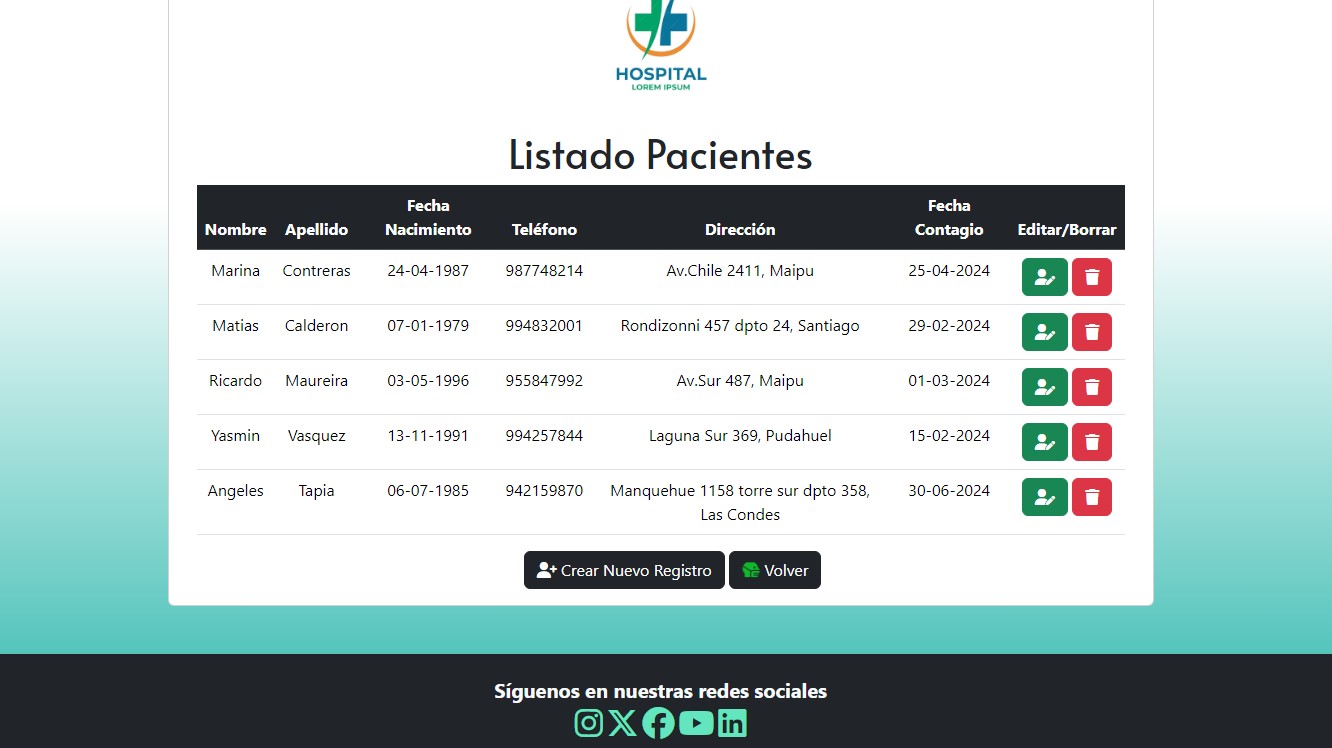 HOSPITAL
LOREM IPSUM
Listado Pacientes
Nombre Apellido Fecha Nacimiento Teléfono Dirección Fecha Contagio Editar/Borrar
Marina Contreras 24-04-1987 987748214 Av.Chile 2411, Maipu 25-04-2024
Matias Calderon 07-01-1979 994832001 Rondizonni 457 dpto 24, Santiago 29-02-2024
Ricardo Maureira 03-05-1996 955847992 Av.Sur 487, Maipu 01-03-2024
Yasmin Vasquez 13-11-1991 994257844 Laguna Sur 369, Pudahuel 15-02-2024
Angeles Tapia 06-07-1985 942159870 Manquehue 1158 torre sur dpto 358, 30-06-2024
Las Condes
Crear Nuevo Registro Volver
Síguenos en nuestras redes sociales